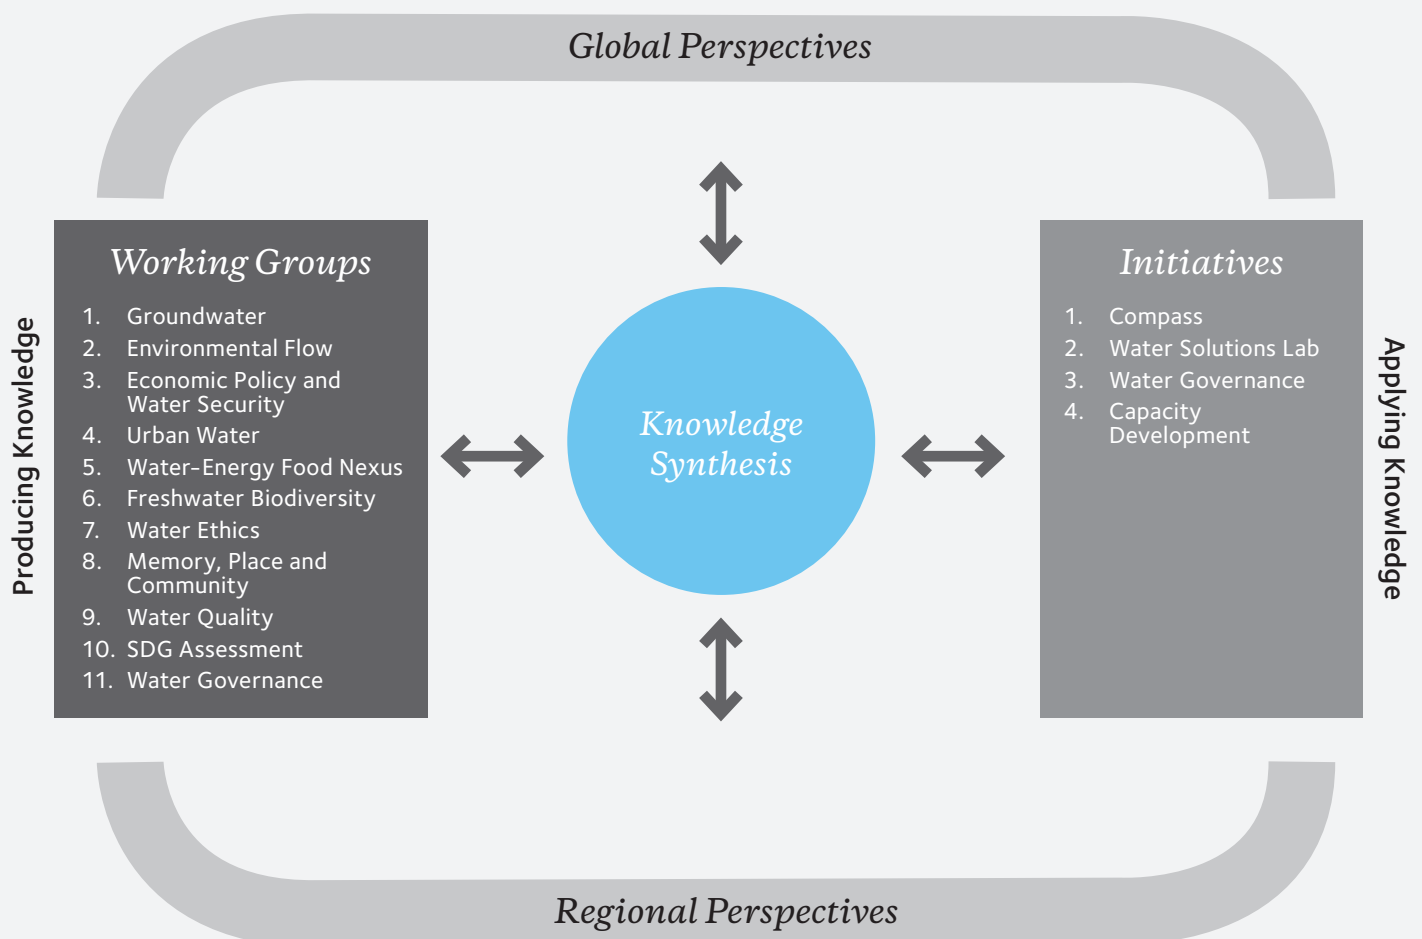 Global Perspectives
Producing Knowledge
Working Groups
1. Groundwater
2. Environmental Flow
3. Economic Policy and
Water Security
4. Urban Water
5. Water-Energy Food Nexus
6. Freshwater Biodiversity
7. Water Ethics
8. Memory, Place and
Community
9. Water Quality
10. SDG Assessment
11. Water Governance
Knowledge
Synthesis
Initiatives
1. Compass
2. Water Solutions Lab
3. Water Governance
4. Capacity
Development
Applying Knowledge
Regional Perspectives